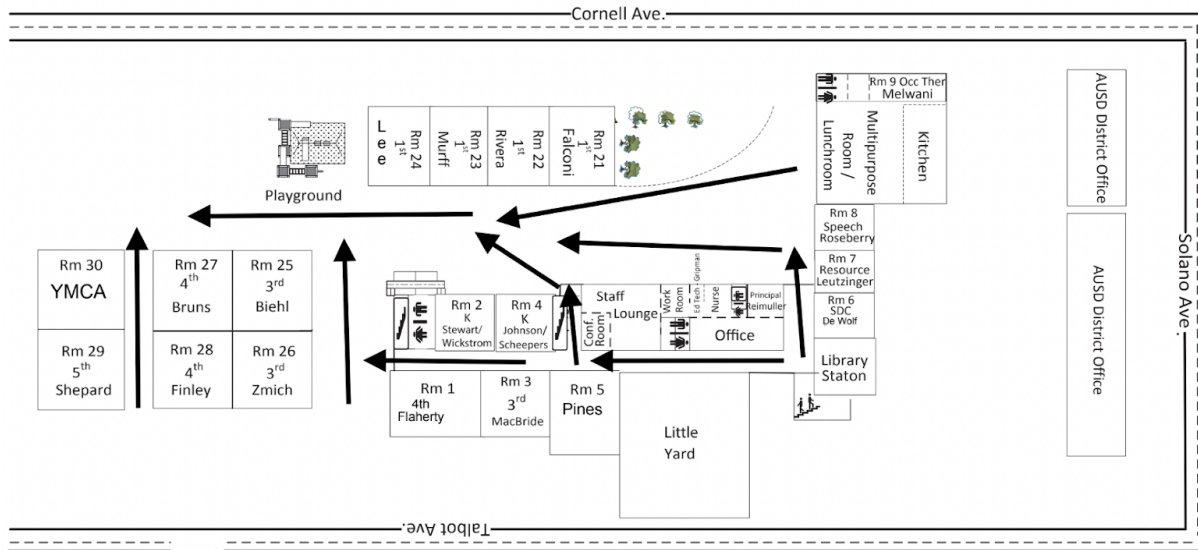 Cornell Ave.
Rm 9 Occ Ther
Melwani
AUSD DIstrict Office
Lee
1st
Rm 24
Murff
1st
Rm 23
Rivera
1st
Rm 22
Falconi
1st
Rm 21
Multipurpose
Room /
Lunchroom
Kitchen
Playground
Rm 8
Speech
Roseberry
Rm 7
Resource
Leutzinger
Rm 6
SDC
De Wolf
Library
Staton
AUSD District Office
Solano Ave.
Rm 30
YMCA
Rm 27
4th
Bruns
Rm 25
3rd
Biehl
Rm 29
5th
Shepard
Rm 28
4th
Finley
Rm 26
3rd
Zmich
Rm 2
K
Stewart/
Wickstrom
Rm 4
K
Johnson/
Scheepers
Staff
Lounge
Conf.
Room
Work
Room
Ed Tech - Gripman
Nurse
Principal
Reimuller
Office
Rm 1
4th
Flaherty
Rm 3
3rd
MacBride
Rm 5
Pines
Little
Yard
Talbot Ave.